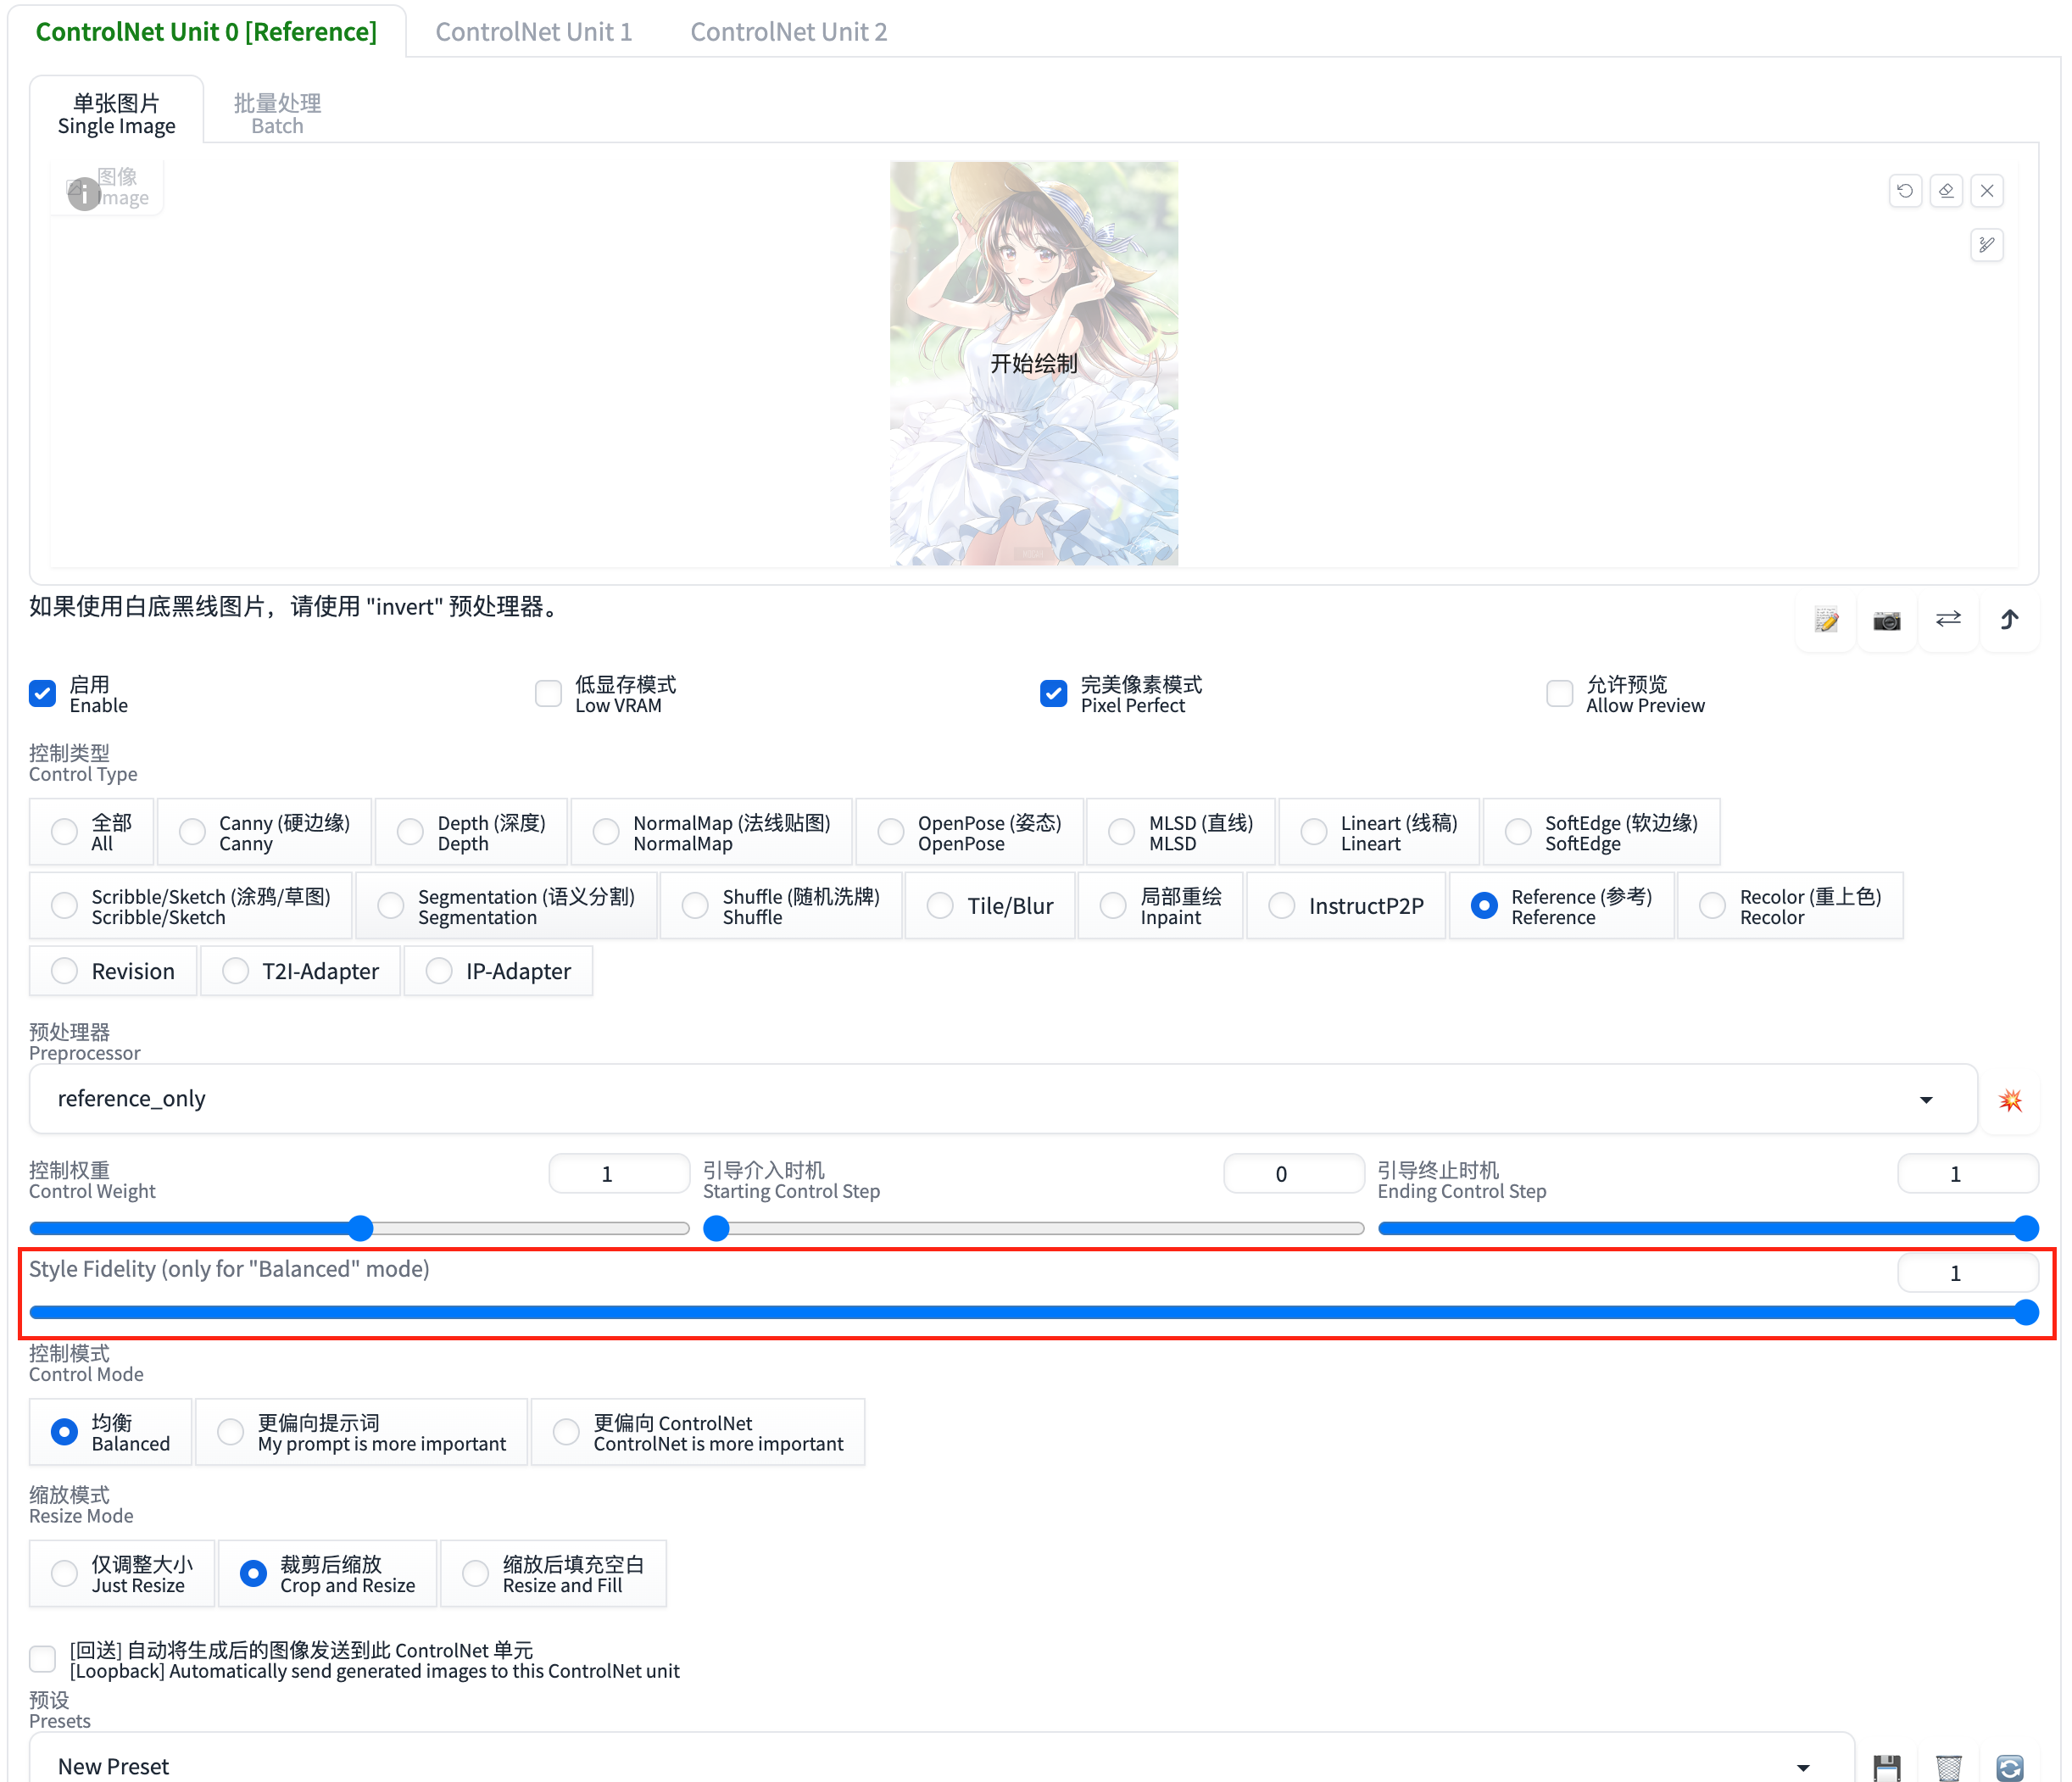 ControlNet Unit 0 [Reference]
ControlNet Unit 1
ControlNet Unit 2
单张图片
Single Image
批量处理
Batch
图像
Image
开始绘制
如果使用白底黑线图片，请使用 "invert" 预处理器。
启用
Enable
低显存模式
Low VRAM
完美像素模式
Pixel Perfect
允许预览
Allow Preview
控制类型
Control Type
全部
All
Canny (硬边缘)
Canny
Depth (深度)
Depth
NormalMap (法线贴图)
NormalMap
OpenPose (姿态)
OpenPose
MLSD (直线)
MLSD
Lineart (线稿)
Lineart
SoftEdge (软边缘)
SoftEdge
Scribble/Sketch (涂鸦/草图)
Scribble/Sketch
Segmentation (语义分割)
Segmentation
Shuffle (随机洗牌)
Shuffle
Tile/Blur
局部重绘
Inpaint
InstructP2P
Reference (参考)
Reference
Recolor (重上色)
Recolor
Revision
T2I-Adapter
IP-Adapter
预处理器
Preprocessor
reference_only
控制权重
Control Weight
1
引导介入时机
Starting Control Step
0
引导终止时机
Ending Control Step
1
Style Fidelity (only for "Balanced" mode)
1
控制模式
Control Mode
均衡
Balanced
更偏向提示词
My prompt is more important
更偏向 ControlNet
ControlNet is more important
缩放模式
Resize Mode
仅调整大小
Just Resize
裁剪后缩放
Crop and Resize
缩放后填充空白
Resize and Fill
[回送] 自动将生成后的图像发送到此 ControlNet 单元
[Loopback] Automatically send generated images to this ControlNet unit
预设
Presets
New Preset